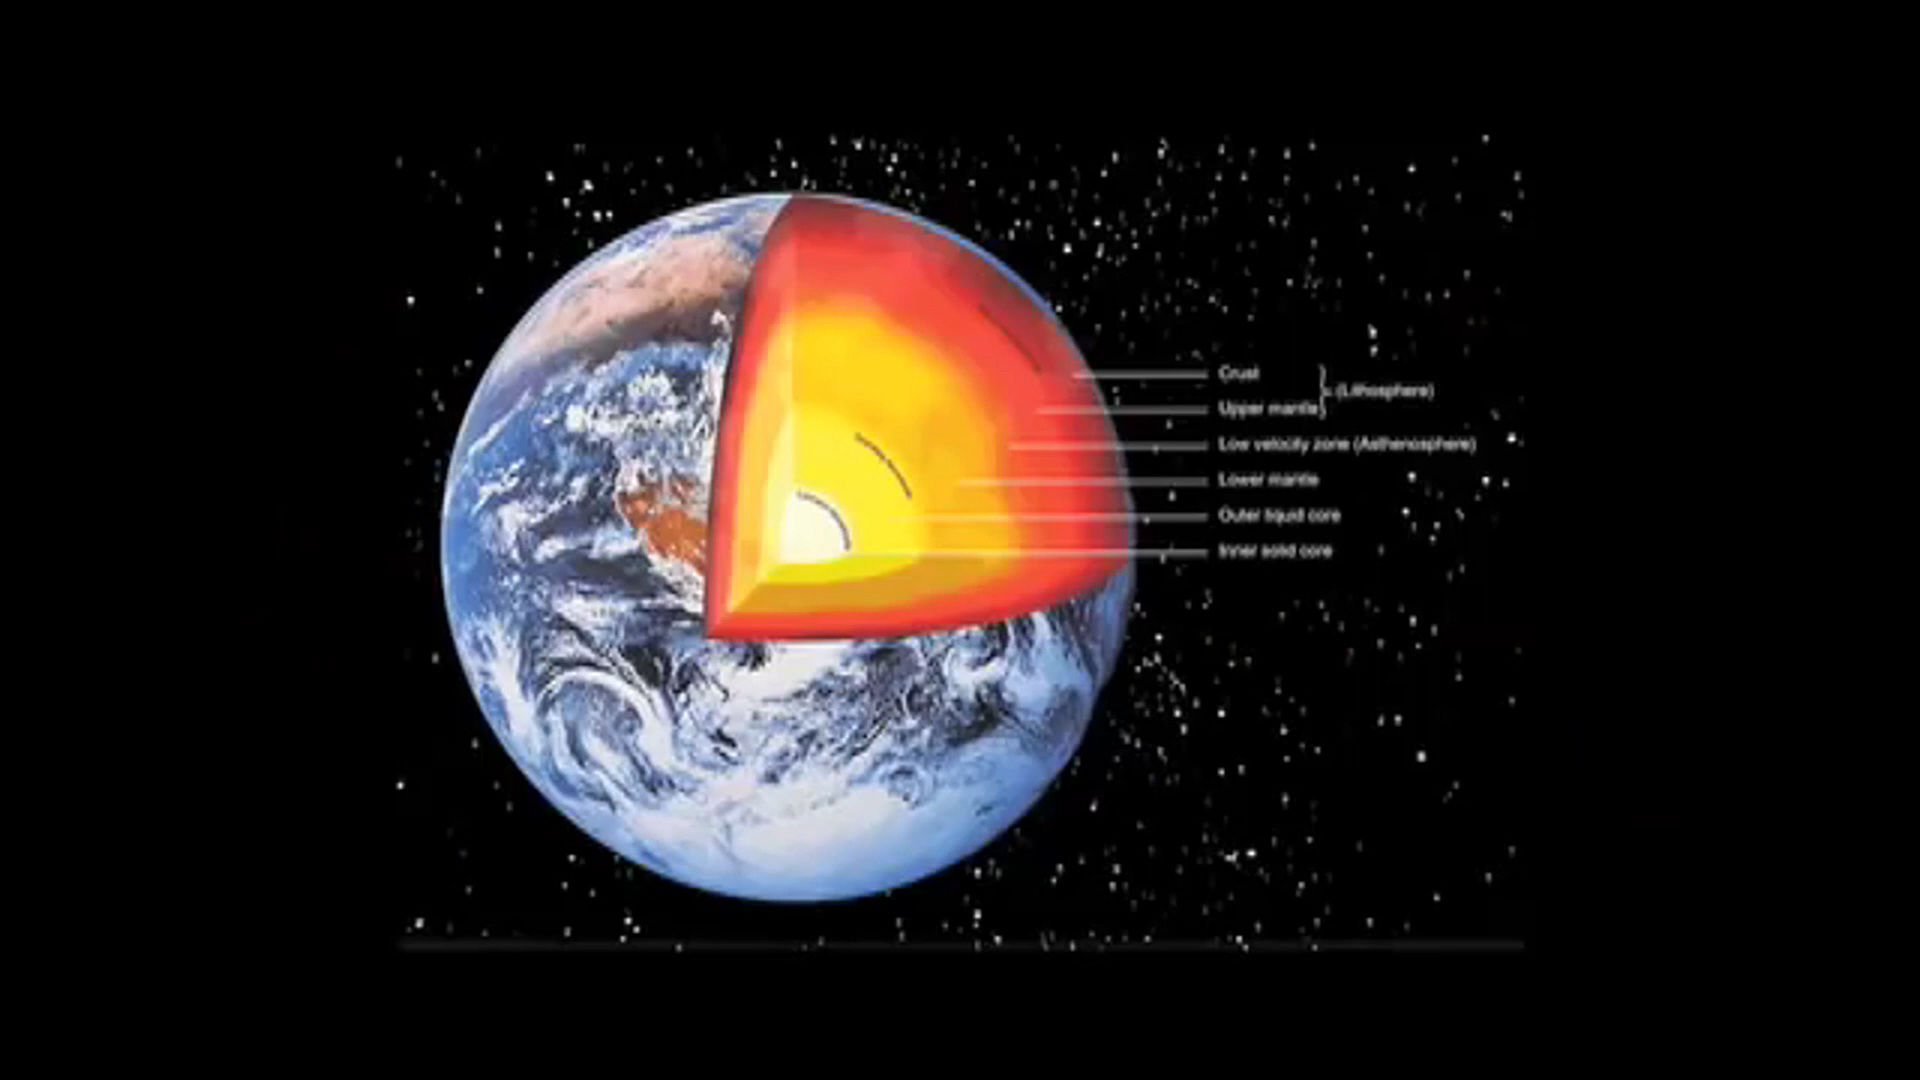 Crust
(Lithosphere)
Upper mantle
Low velocity zone (Asthenosphere)
Lower mantle
Outer liquid core
Inner solid core